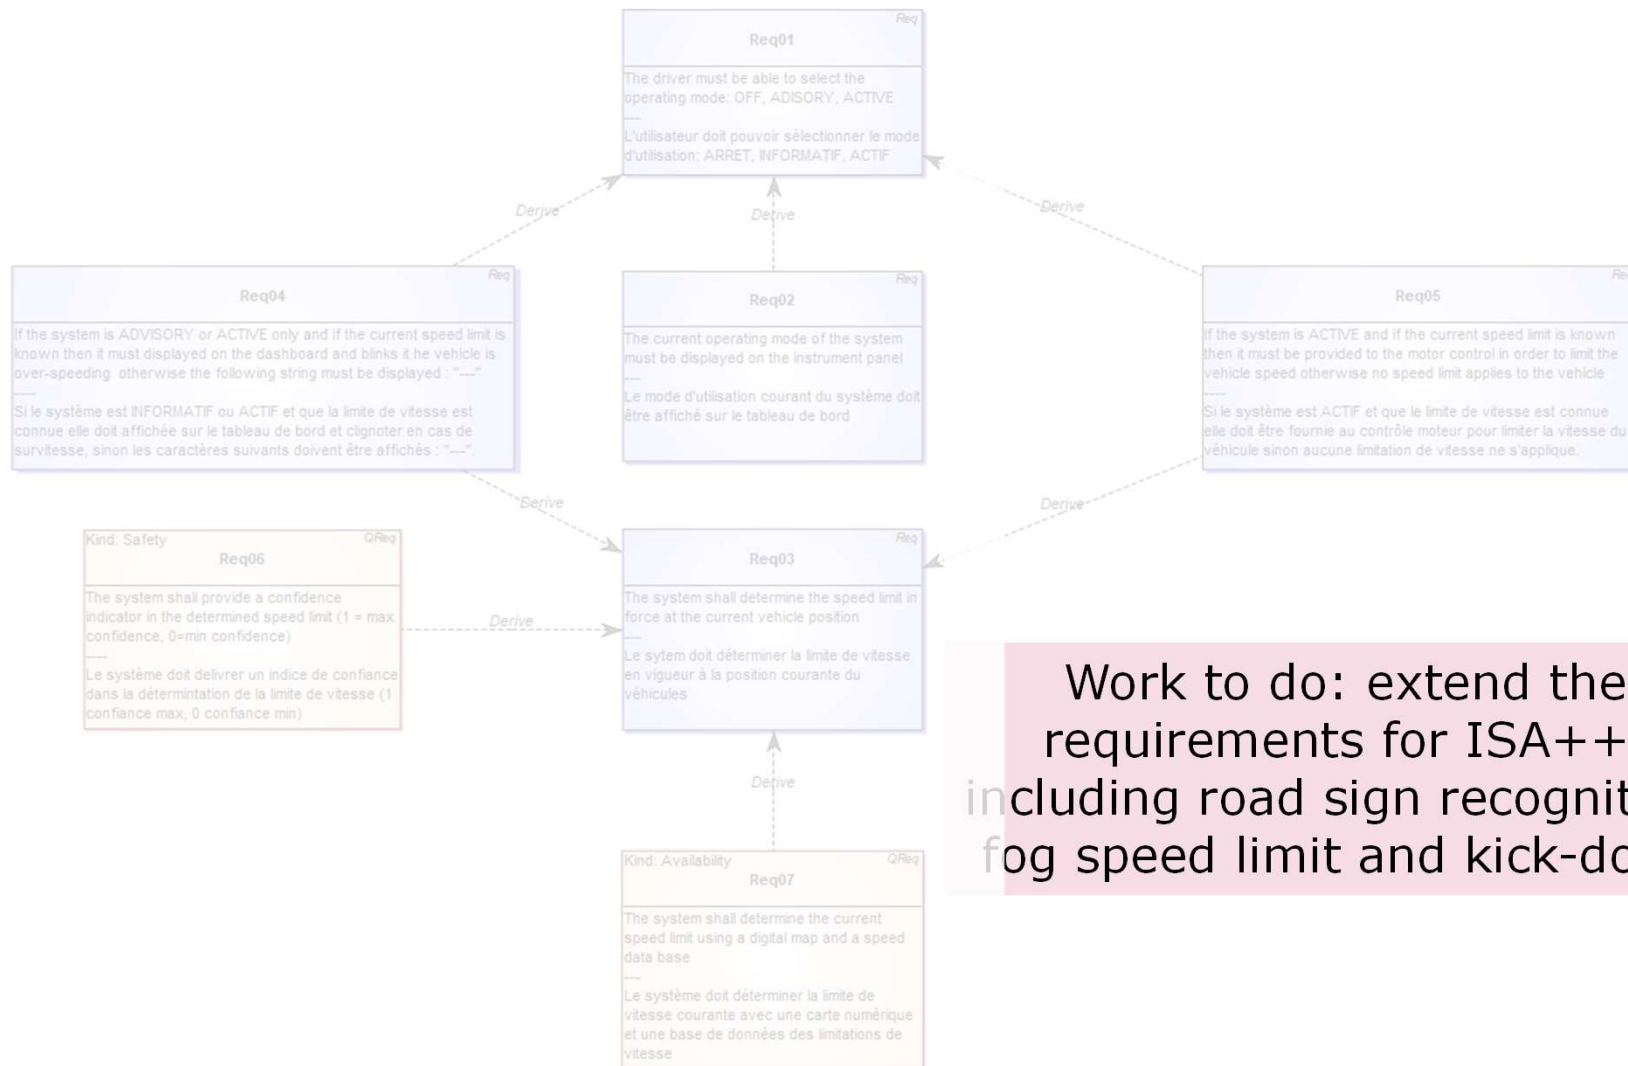 Req
Req01
The driver must be able to select the
operating mode: OFF, ADISORY, ACTIVE
---
L'utilisateur doit pouvoir sélectionner le mode
d'utilisation; ARRET, INFORMATIF, ACTIF
Derive
Derive
Derive
Req
Req04
If the system is ADVISORY or ACTIVE only and if the current speed limit is
known then it must displayed on the dashboard and blinks it he vehicle is
over-speeding otherwise the following string must be displayed : "---"
----
Si le système est INFORMATIF ou ACTIF et que la limite de vitesse est
connue elle doit affichée sur le tableau de bord et clignoter en cas de
survitesse, sinon les caractères suivants doivent être affichés : "---".
Req
Req02
The current operating mode of the system
must be displayed on the instrument panel
---
Le mode d'utilisation courant du système doit
être affiché sur le tableau de bord
Req05
If the system is ACTIVE and if the current speed limit is known
then it must be provided to the motor control in order to limit the
vehicle speed otherwise no speed limit applies to the vehicle
----
Si le système est ACTIF et que le limite de vitesse est connue
elle doit être fournie au contrôle moteur pour limiter la vitesse du
véhicule sinon aucune limitation de vitesse ne s'applique.
Derive
Derive
Kind: Safety
QReq
Req06
The system shall provide a confidence
indicator in the determined speed limit (1 = max
confidence, 0=min confidence)
----
Le système doit delivrer un indice de confiance
dans la détermintation de la limite de vitesse (1
confiance max, 0 confiance min)
Derive
Req
Req03
The system shall determine the speed limit in
force at the current vehicle position
---
Le sytem doit déterminer la limite de vitesse
en vigueur à la position courante du
véhicules
Work to do: extend the
requirements for ISA++
including road sign
fog speed limit and
Derive
Kind: Availability
QReq
Req07
The system shall determine the current
speed limit using a digital map and a speed
data base
---
Le système doit déterminer la limite de
vitesse courante avec une carte numérique
et une base de données des limitations de
vitesse